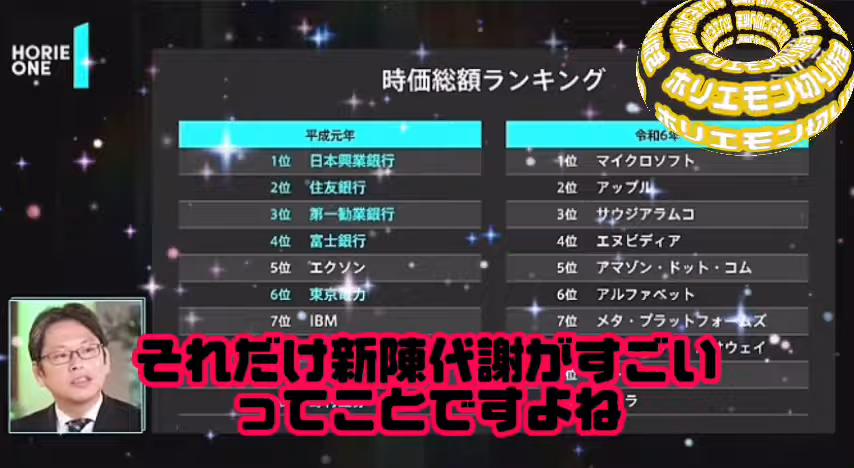 HORIE
ONE
時価総額ランキング
ホリエモン切り抜
平成元年
1位 日本興業銀行
2位 住友銀行
3位 第一勧業銀行
4位 富士銀行
5位 エクソン
6位 東京電力
7位 IBM
令和6年
1位 マイクロソフト
2位 アップル
3位 サウジアラムコ
4位 エヌビディア
5位 アマゾン・ドット・コム
6位 アルファベット
7位 メタ・プラットフォームズ
それだけ新陳代謝がすごい
ってことですよね